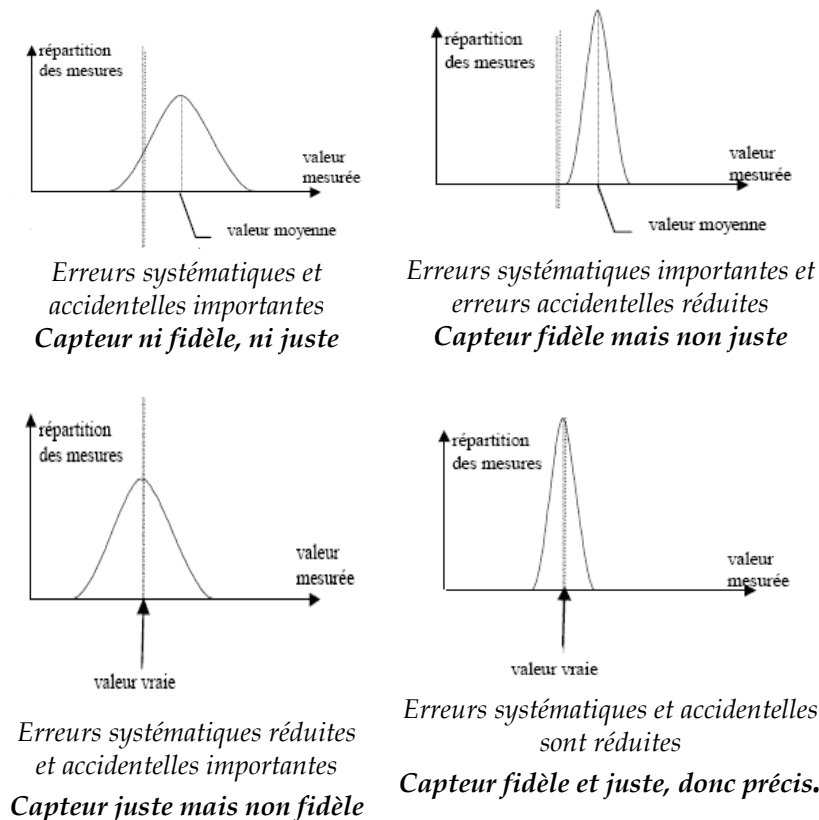 répartition
des mesures
valeur
mesurée
valeur moyenne
Erreurs systématiques et
accidentelles importantes
Capteur ni fidèle, ni juste
répartition
des mesures
valeur
mesurée
valeur moyenne
Erreurs systématiques importantes et
erreurs accidentelles réduites
Capteur fidèle mais non juste
répartition
des mesures
valeur
mesurée
valeur vraie
Erreurs systématiques réduites
et accidentelles importantes
Capteur juste mais non fidèle
répartition
des mesures
valeur
mesurée
valeur vraie
Erreurs systématiques et accidentelles
sont réduites
Capteur fidèle et juste, donc précis.